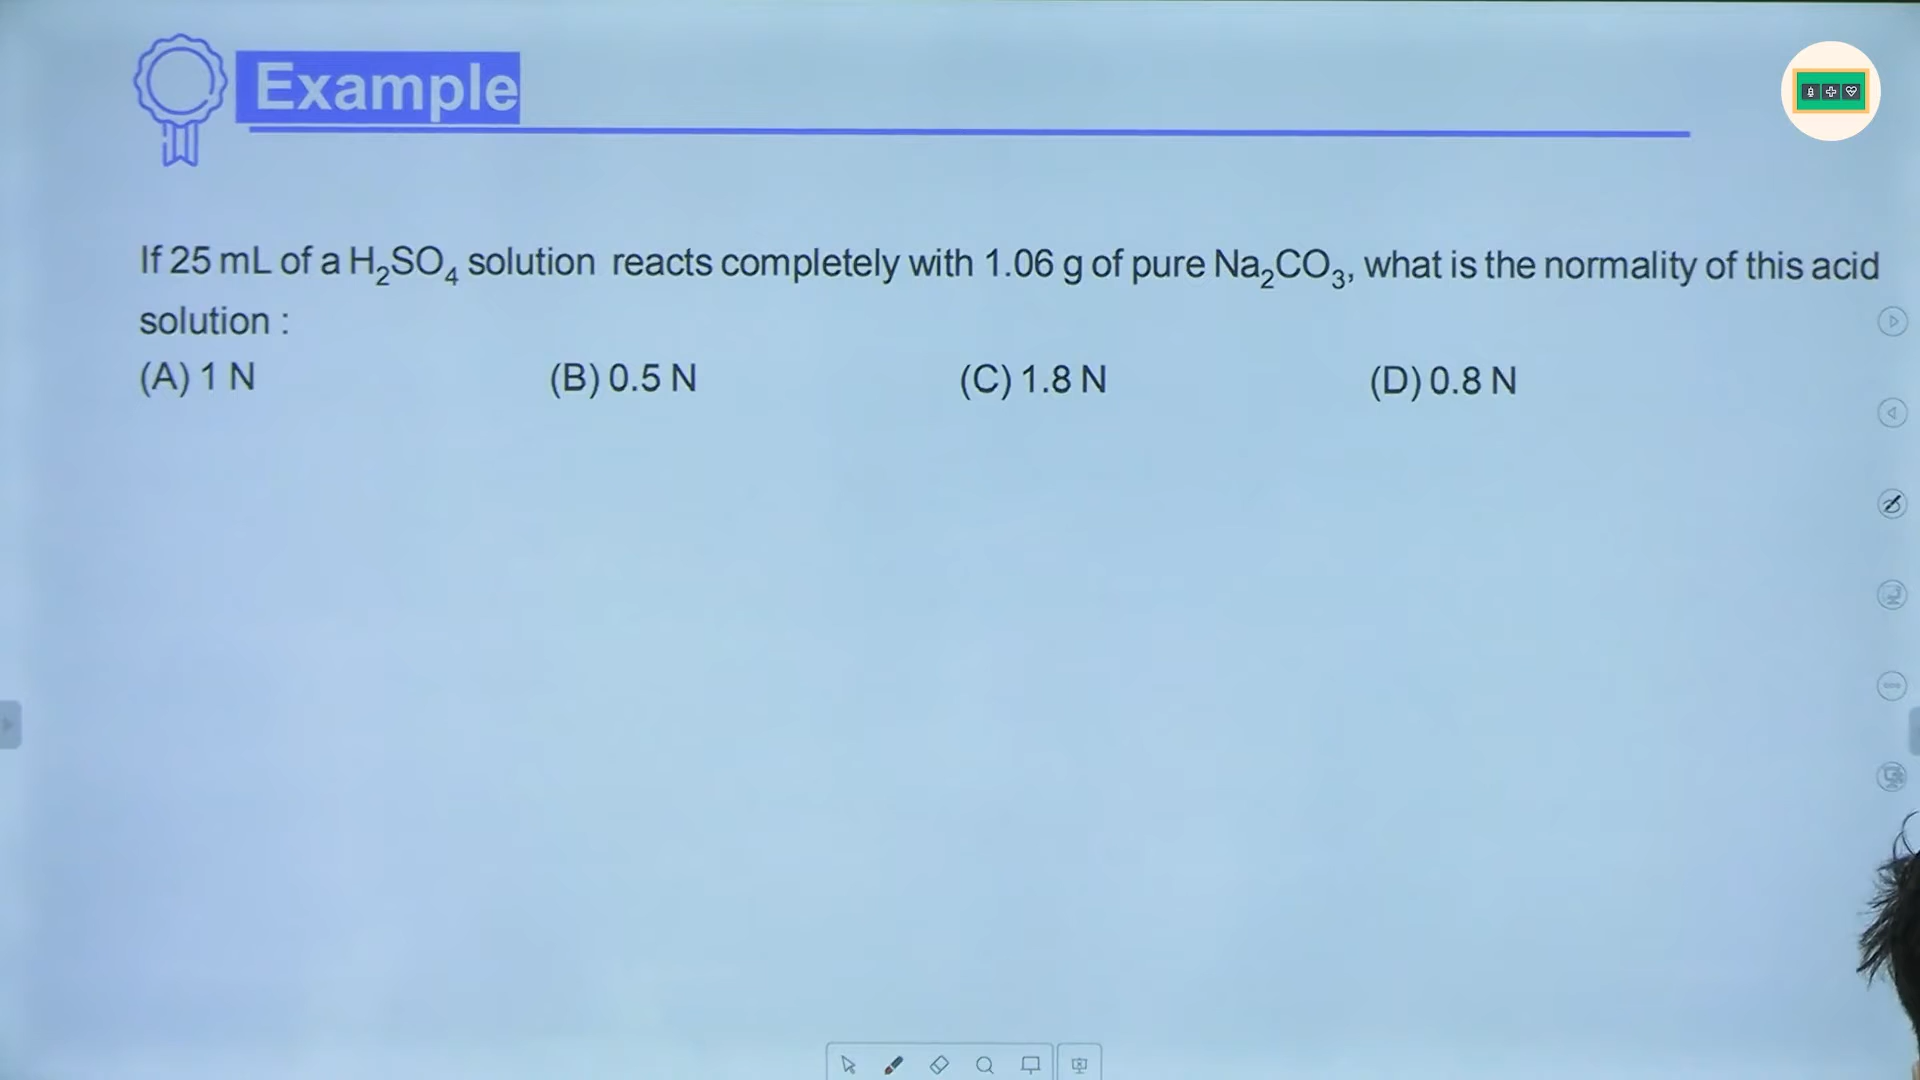 Example
If 25 mL of a H₂SO₄ solution reacts completely with 1.06 g of pure Na₂CO₃, what is the normality of this acid
solution :
(A) 1 N (B) 0.5 N (C) 1.8 N (D) 0.8 N